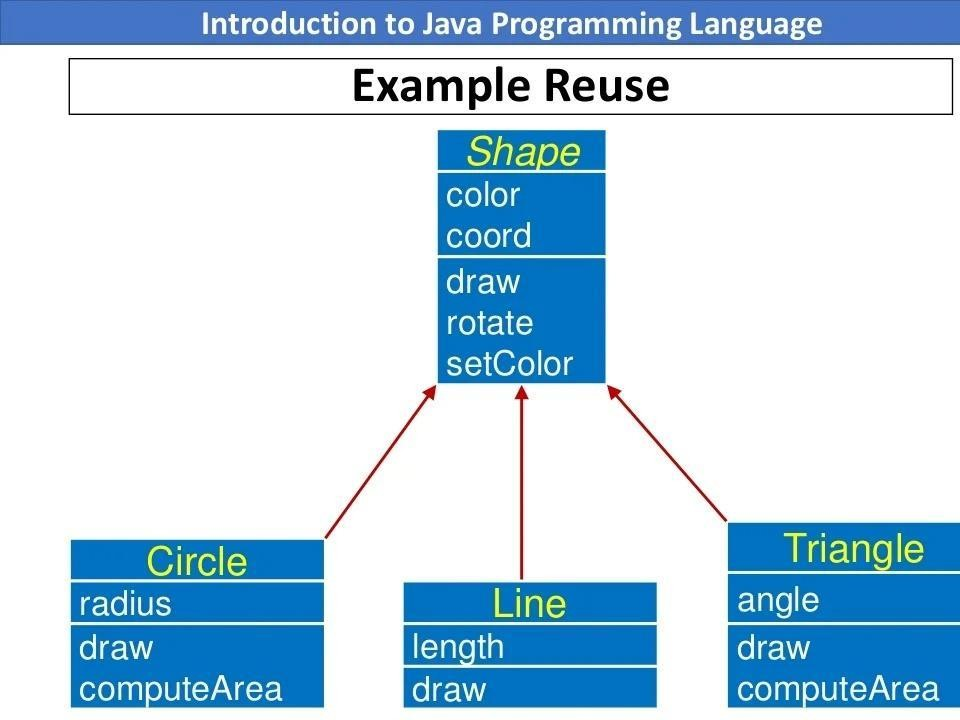 Introduction to Java Programming Language
Example Reuse
Shape
color
coord
draw
rotate
setColor
Circle
radius
draw
computeArea
Line
length
draw
Triangle
angle
draw
computeArea